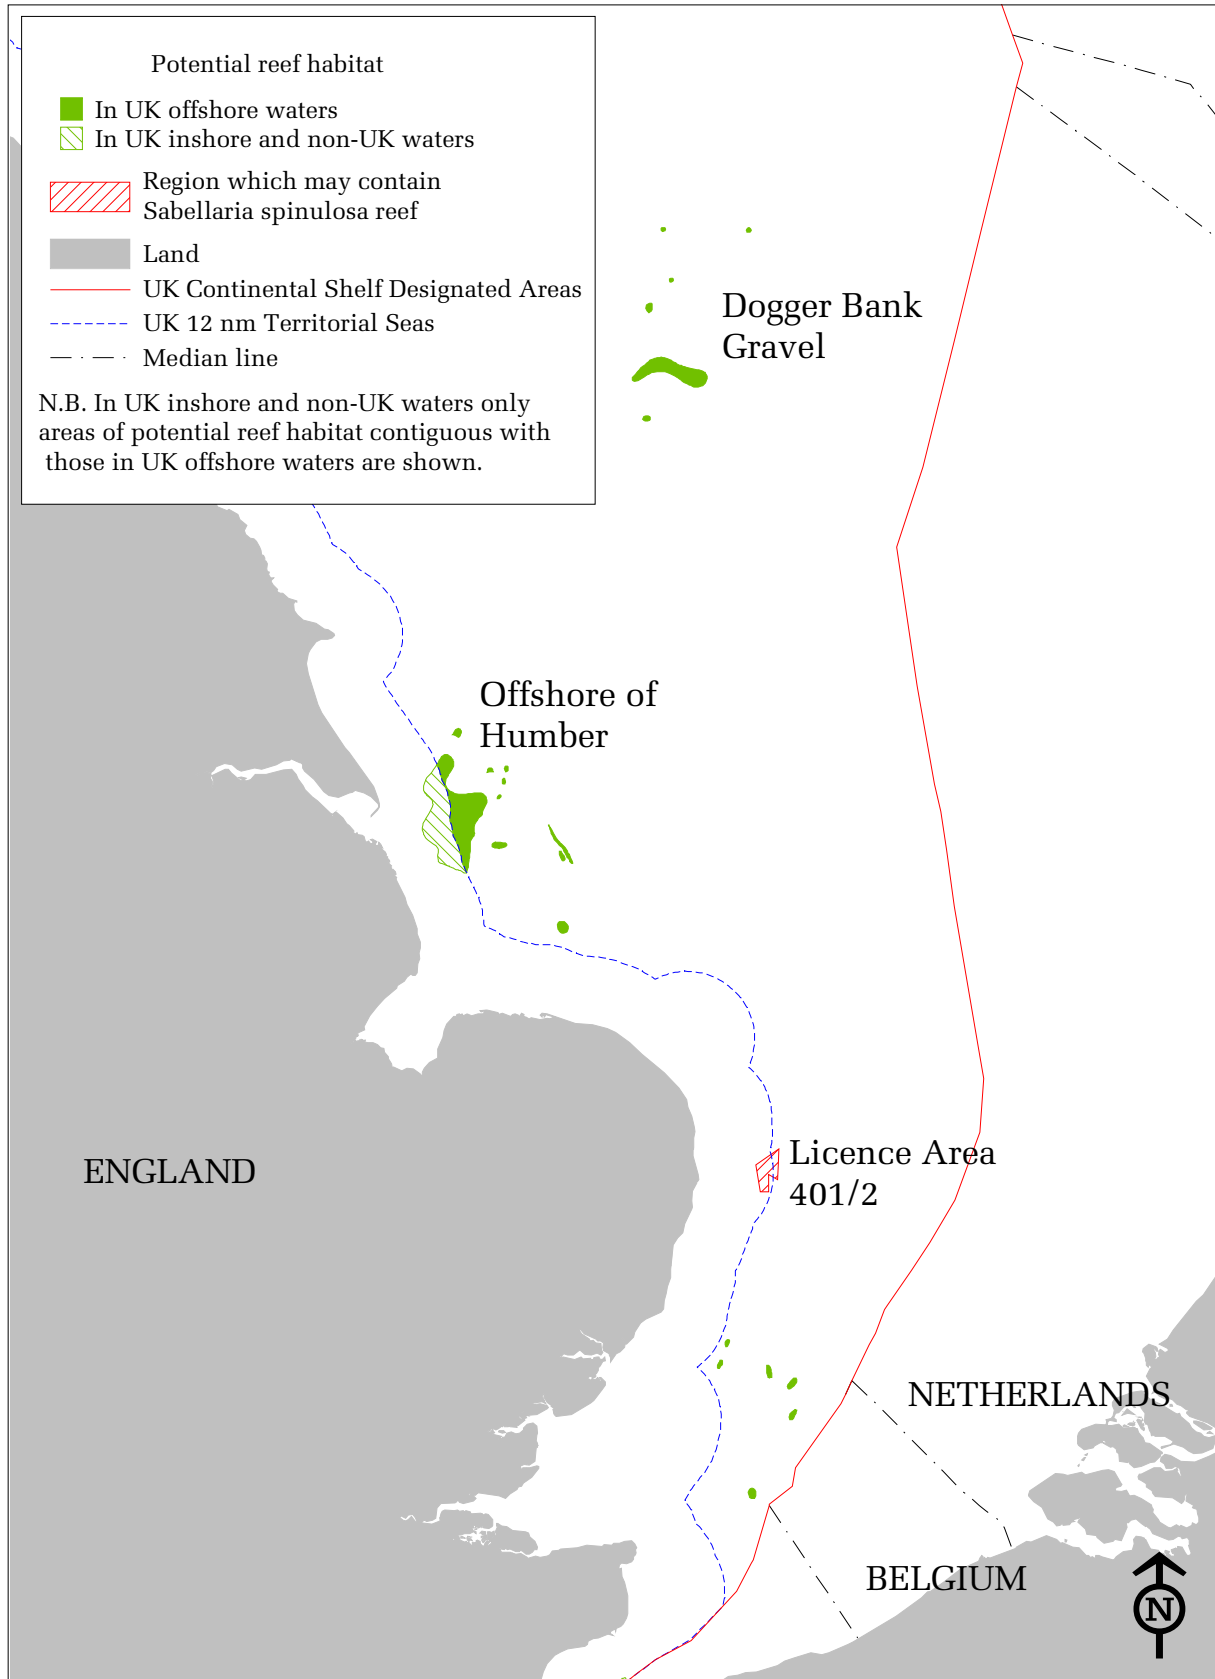 Potential reef habitat
In UK offshore waters
In UK inshore and non-UK waters
Region which may contain
Sabellaria spinulosa reef
Land
UK Continental Shelf Designated Areas
UK 12 nm Territorial Seas
Median line
N.B. In UK inshore and non-UK waters only
areas of potential reef habitat contiguous with
those in UK offshore waters are shown.
Dogger Bank
Gravel
Offshore of
Humber
ENGLAND
Licence Area
401/2
NETHERLANDS
BELGIUM
N